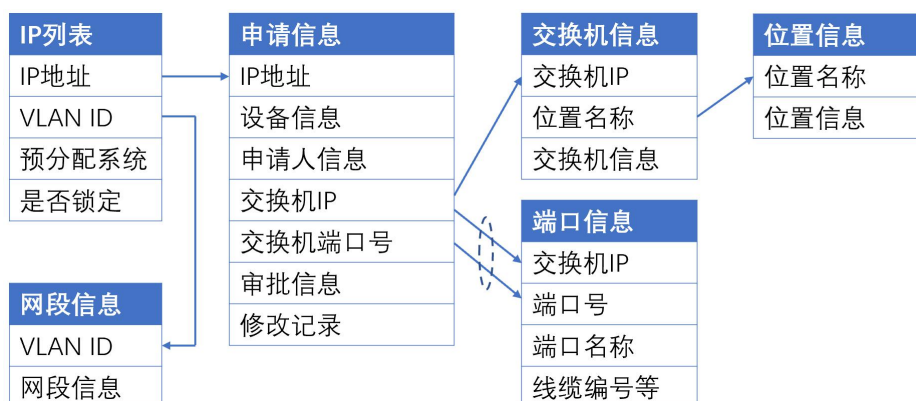 IP列表
IP地址
VLAN ID
预分配系统
是否锁定
网段信息
VLAN ID
网段信息
申请信息
IP地址
设备信息
申请人信息
交换机IP
交换机端口号
审批信息
修改记录
交换机信息
交换机IP
位置名称
交换机信息
端口信息
交换机IP
端口号
端口名称
线缆编号等
位置信息
位置名称
位置信息